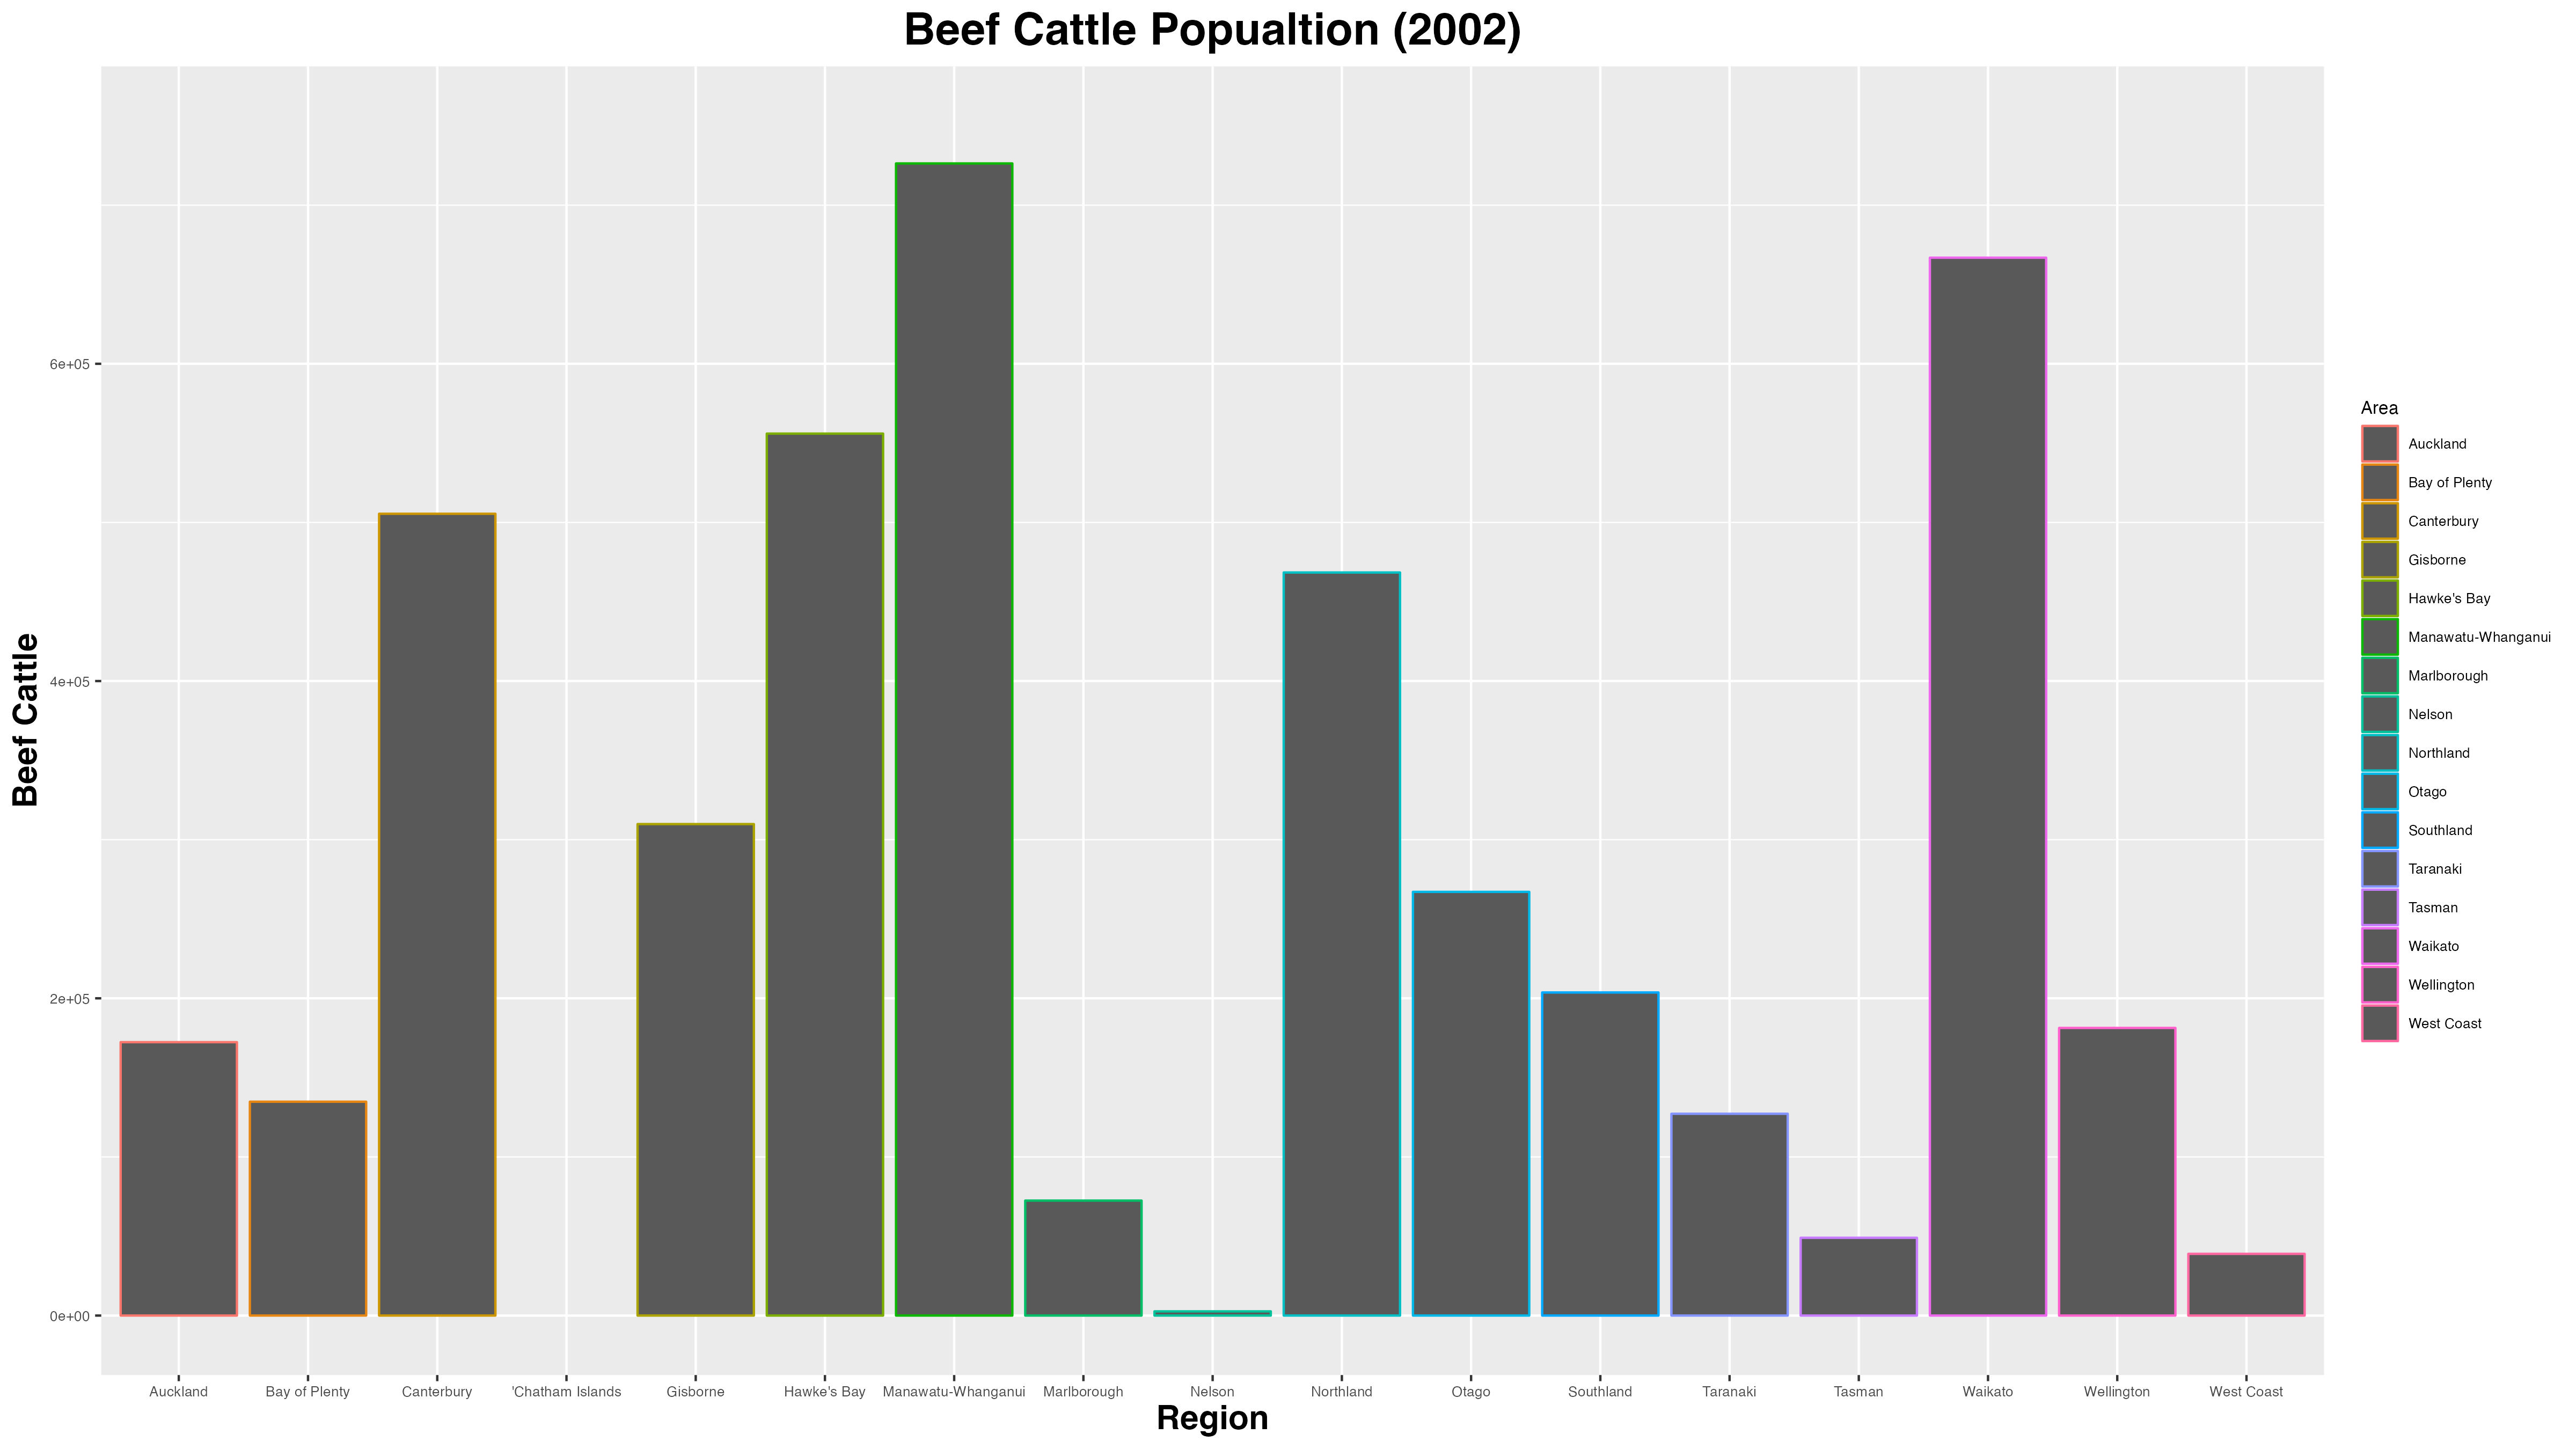 Beef Cattle Popualtion (2002)
Beef Cattle
6e+05
4e+05
2e+05
0e+00
Auckland
Bay of Plenty
Canterbury
'Chatham Islands
Gisborne
Hawke's Bay
Manawatu-Whanganui
Marlborough
Nelson
Northland
Otago
Southland
Taranaki
Tasman
Waikato
Wellington
West Coast
Region
Area
Auckland
Bay of Plenty
Canterbury
Gisborne
Hawke's Bay
Manawatu-Whanganui
Marlborough
Nelson
Northland
Otago
Southland
Taranaki
Tasman
Waikato
Wellington
West Coast